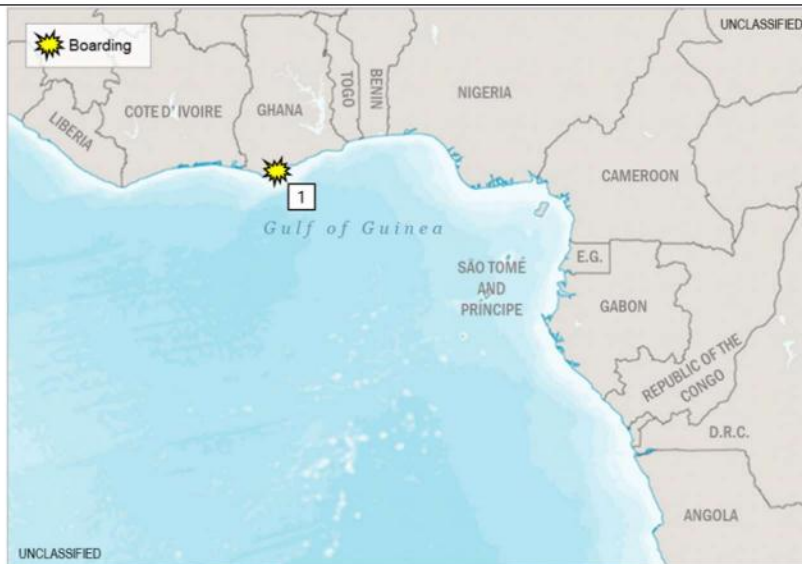 Boarding
UNCLASSIFIED
LIBERIA
COTE D' IVOIRE
GHANA
TOGO
BENIN
NIGERIA
CAMEROON
1
Gulf of Guinea
E.G.
SÃO TOMÉ
AND
PRÍNCIPE
GABON
REPUBLIC OF THE
CONGO
D.R.C.
ANGOLA
UNCLASSIFIED